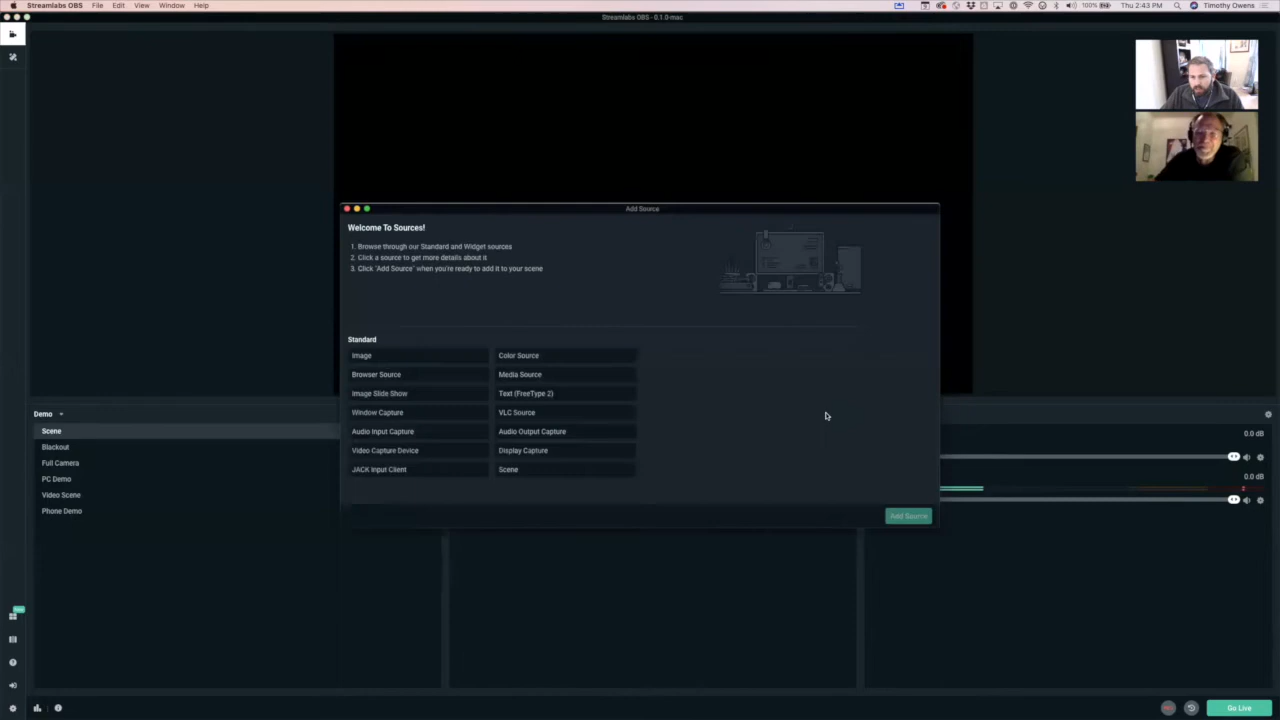 Streamlabs OBS File Edit View Window Help
100% Thu 2:43 PM Timothy Owens
Streamlabs OBS - 0.1.0-mac
Add Source
Welcome To Sources!
1. Browse through our Standard and Widget sources
2. Click a source to get more details about it
3. Click 'Add Source' when you're ready to add it to your scene
Standard
Image Color Source
Browser Source Media Source
Image Slide Show Text (FreeType 2)
Window Capture VLC Source
Audio Input Capture Audio Output Capture
Video Capture Device Display Capture
JACK Input Client Scene
Add Source
Demo
Scene
Blackout
Full Camera
PC Demo
Video Scene
Phone Demo
0.0 dB
0.0 dB
Go Live